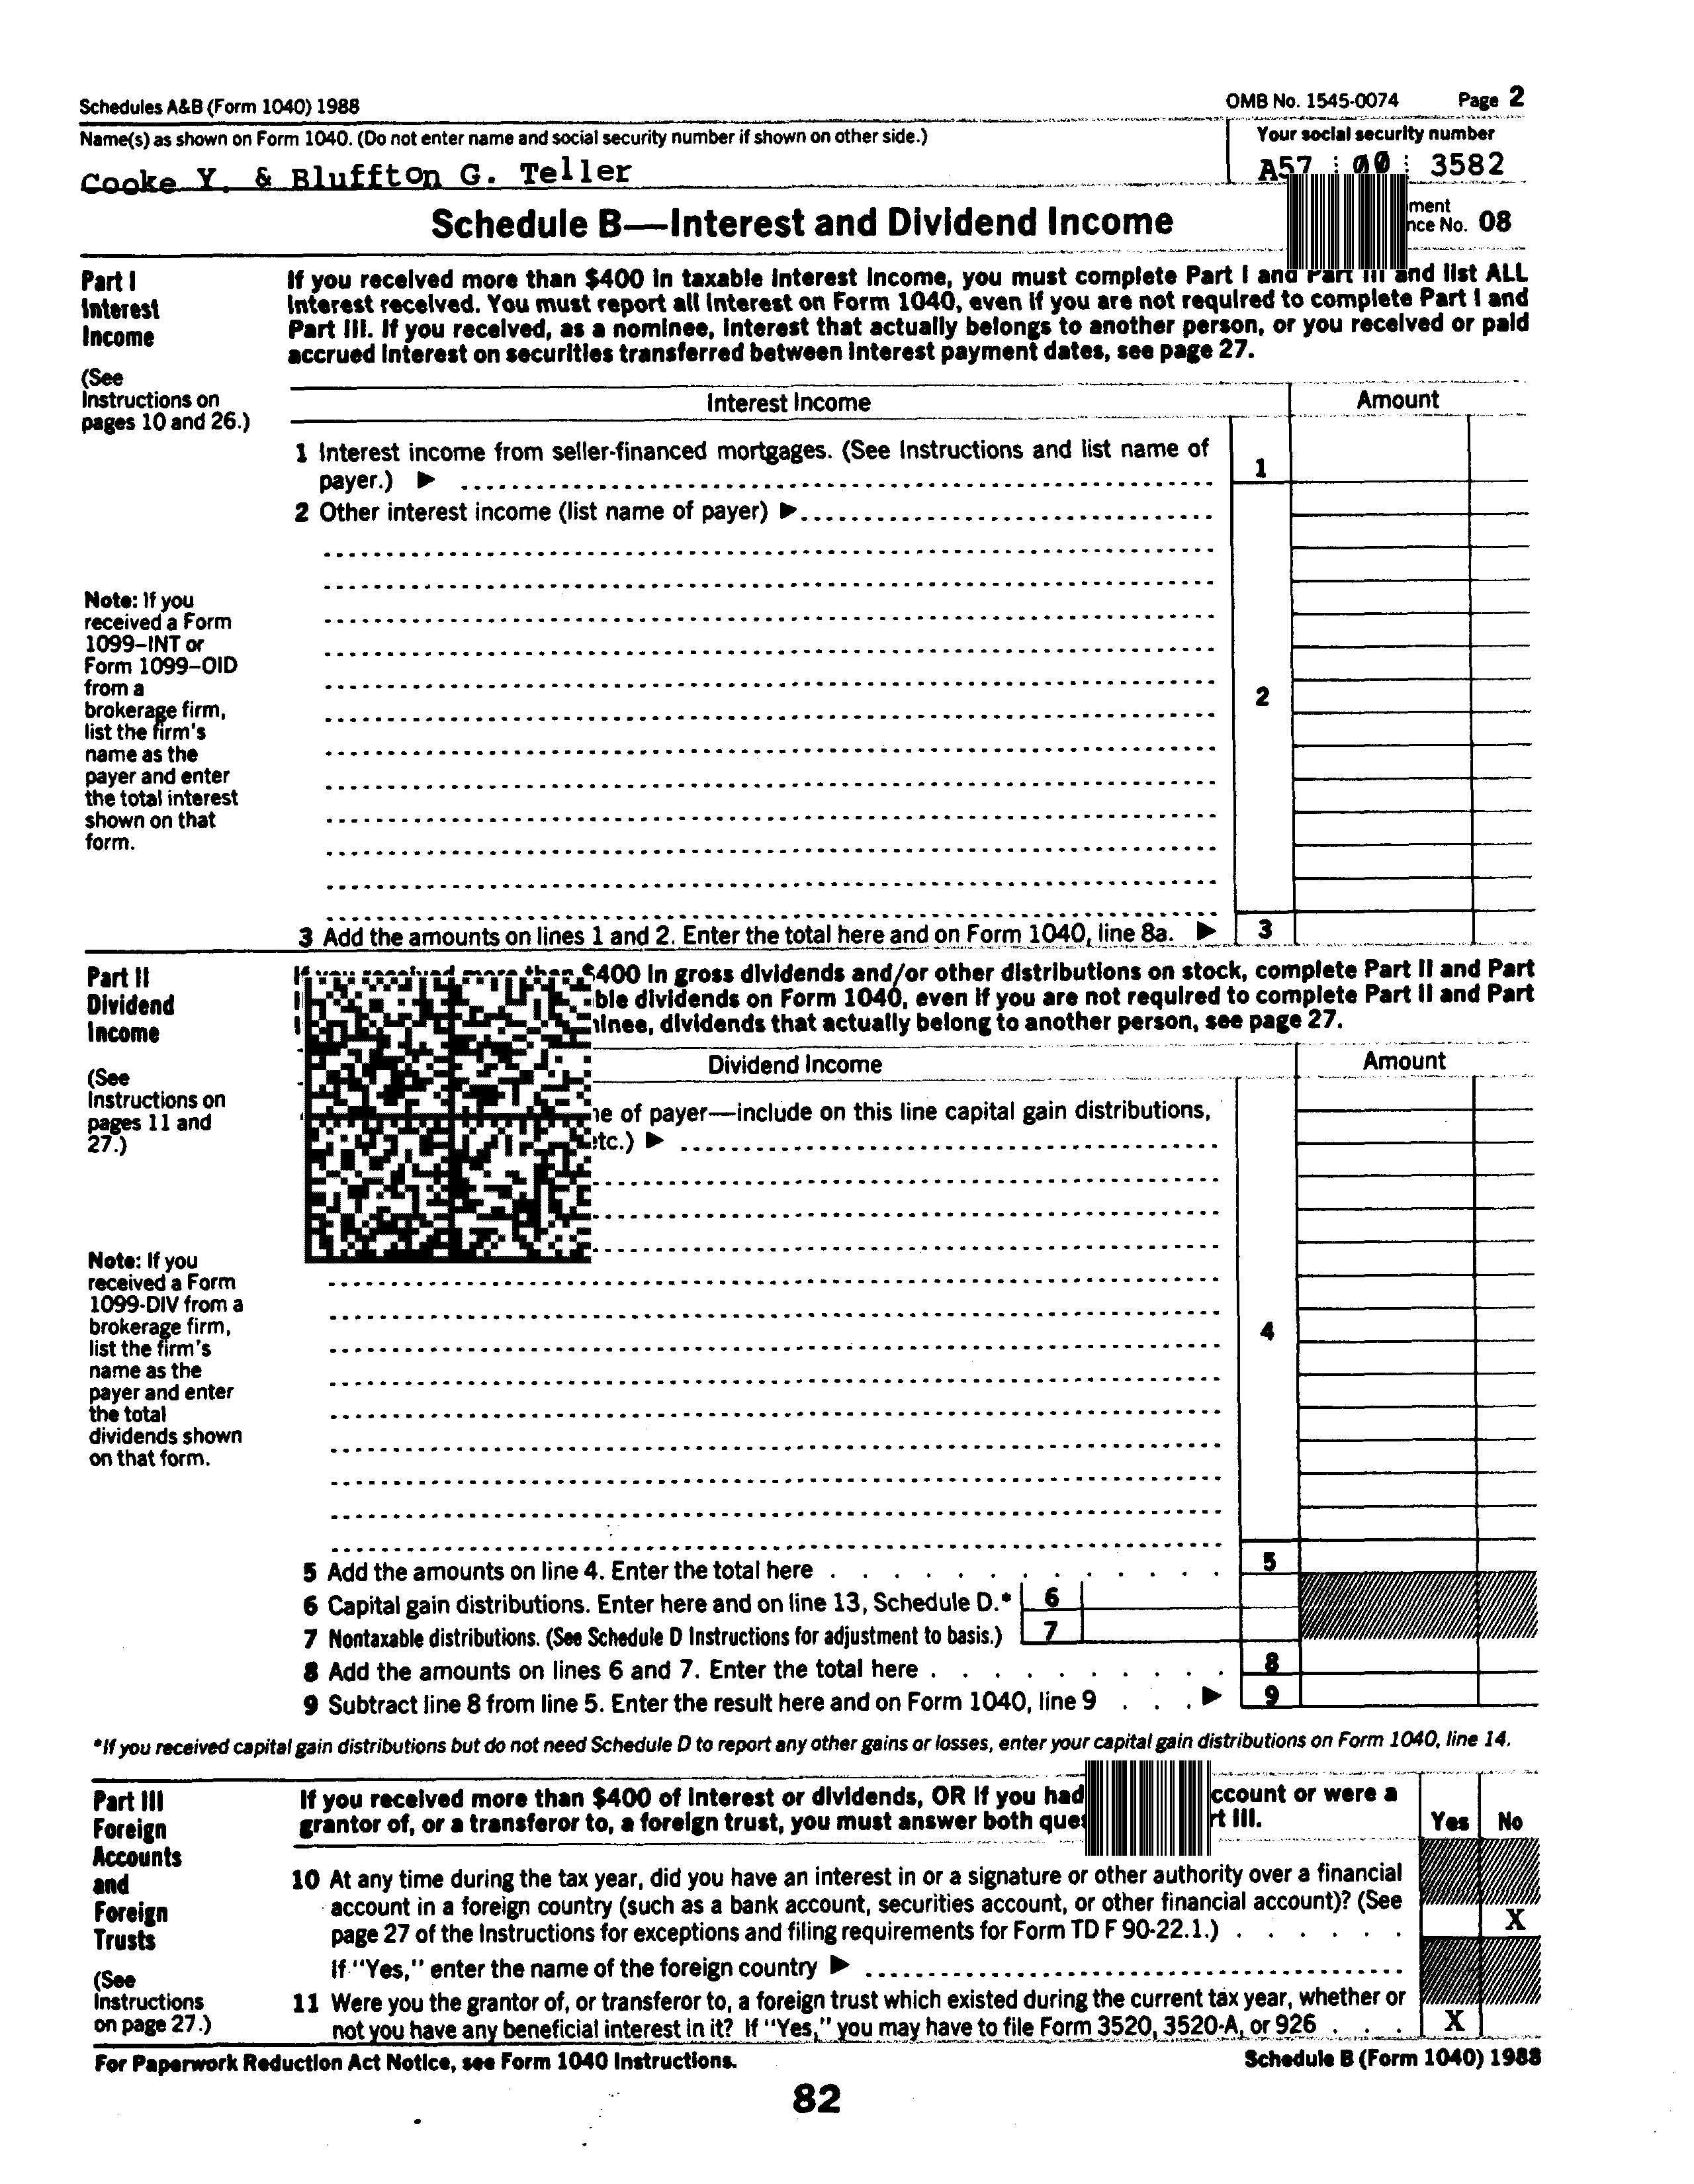 Schedules A&B (Form 1040) 1988 OMB No. 1545-0074 Page 2
Name(s) as shown on Form 1040. (Do not enter name and social security number if shown on other side.) Your social security number
Cooke Y. & Bluffton G. Teller A57 00 3582
Schedule B—Interest and Dividend Income
ment
nce No. 08
Part I
Interest
Income
(See
Instructions on
pages 10 and 26.)
If you received more than $400 in taxable interest income, you must complete Part I and Part III and list ALL
interest received. You must report all interest on Form 1040, even if you are not required to complete Part I and
Part III. If you received, as a nominee, interest that actually belongs to another person, or you received or paid
accrued interest on securities transferred between interest payment dates, see page 27.
Interest Income Amount
1 Interest income from seller-financed mortgages. (See Instructions and list name of
payer.) ► 1
2 Other interest income (list name of payer) ►
Note: If you
received a Form
1099–INT or
Form 1099–OID
from a
brokerage firm,
list the firm's
name as the
payer and enter
the total interest
shown on that
form.
2
3 Add the amounts on lines 1 and 2. Enter the total here and on Form 1040, line 8a. ► 3
Part II
Dividend
Income
(See
Instructions on
pages 11 and
27.)
If you received more than $400 in gross dividends and/or other distributions on stock, complete Part II and Part
ble dividends on Form 1040, even if you are not required to complete Part II and Part
inee, dividends that actually belong to another person, see page 27.
Dividend Income Amount
e of payer—include on this line capital gain distributions,
etc.) ►
Note: If you
received a Form
1099-DIV from a
brokerage firm,
list the firm's
name as the
payer and enter
the total
dividends shown
on that form.
4
5 Add the amounts on line 4. Enter the total here . . . . . . . . . . . . . 5
6 Capital gain distributions. Enter here and on line 13, Schedule D.* 6
7 Nontaxable distributions. (See Schedule D Instructions for adjustment to basis.) 7
8 Add the amounts on lines 6 and 7. Enter the total here . . . . . . . . . . 8
9 Subtract line 8 from line 5. Enter the result here and on Form 1040, line 9 . . . ► 9
*If you received capital gain distributions but do not need Schedule D to report any other gains or losses, enter your capital gain distributions on Form 1040, line 14.
Part III
Foreign
Accounts
and
Foreign
Trusts
(See
Instructions
on page 27.)
If you received more than $400 of interest or dividends, OR if you had ccount or were a
grantor of, or a transferor to, a foreign trust, you must answer both que rt III. Yes No
10 At any time during the tax year, did you have an interest in or a signature or other authority over a financial
account in a foreign country (such as a bank account, securities account, or other financial account)? (See
page 27 of the Instructions for exceptions and filing requirements for Form TD F 90-22.1.) . . . . . . X
If "Yes," enter the name of the foreign country ►
11 Were you the grantor of, or transferor to, a foreign trust which existed during the current tax year, whether or
not you have any beneficial interest in it? If "Yes," you may have to file Form 3520, 3520-A, or 926 . . . X
For Paperwork Reduction Act Notice, see Form 1040 Instructions. Schedule B (Form 1040) 1988
82